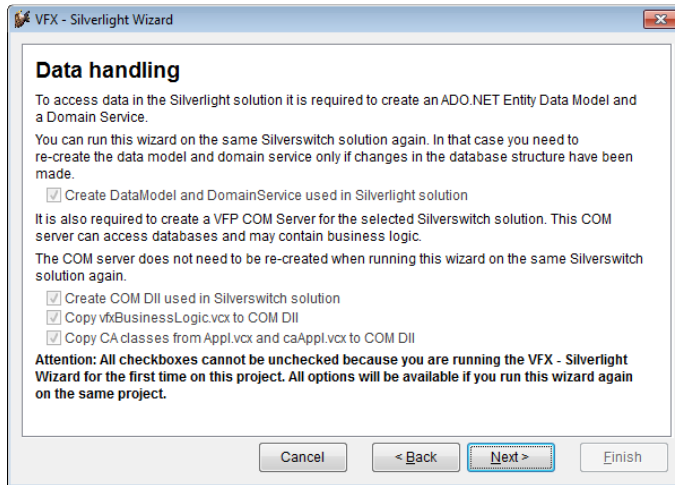 VFX - Silverlight Wizard
Data handling
To access data in the Silverlight solution it is required to create an ADO.NET Entity Data Model and
a Domain Service.
You can run this wizard on the same Silverswitch solution again. In that case you need to
re-create the data model and domain service only if changes in the database structure have been
made.
Create DataModel and DomainService used in Silverlight solution
It is also required to create a VFP COM Server for the selected Silverswitch solution. This COM
server can access databases and may contain business logic.
The COM server does not need to be re-created when running this wizard on the same Silverswitch
solution again.
Create COM Dll used in Silverswitch solution
Copy vfxBusinessLogic.vcx to COM Dll
Copy CA classes from Appl.vcx and caAppl.vcx to COM Dll
Attention: All checkboxes cannot be unchecked because you are running the VFX - Silverlight
Wizard for the first time on this project. All options will be available if you run this wizard again
on the same project.
Cancel < Back Next > Finish